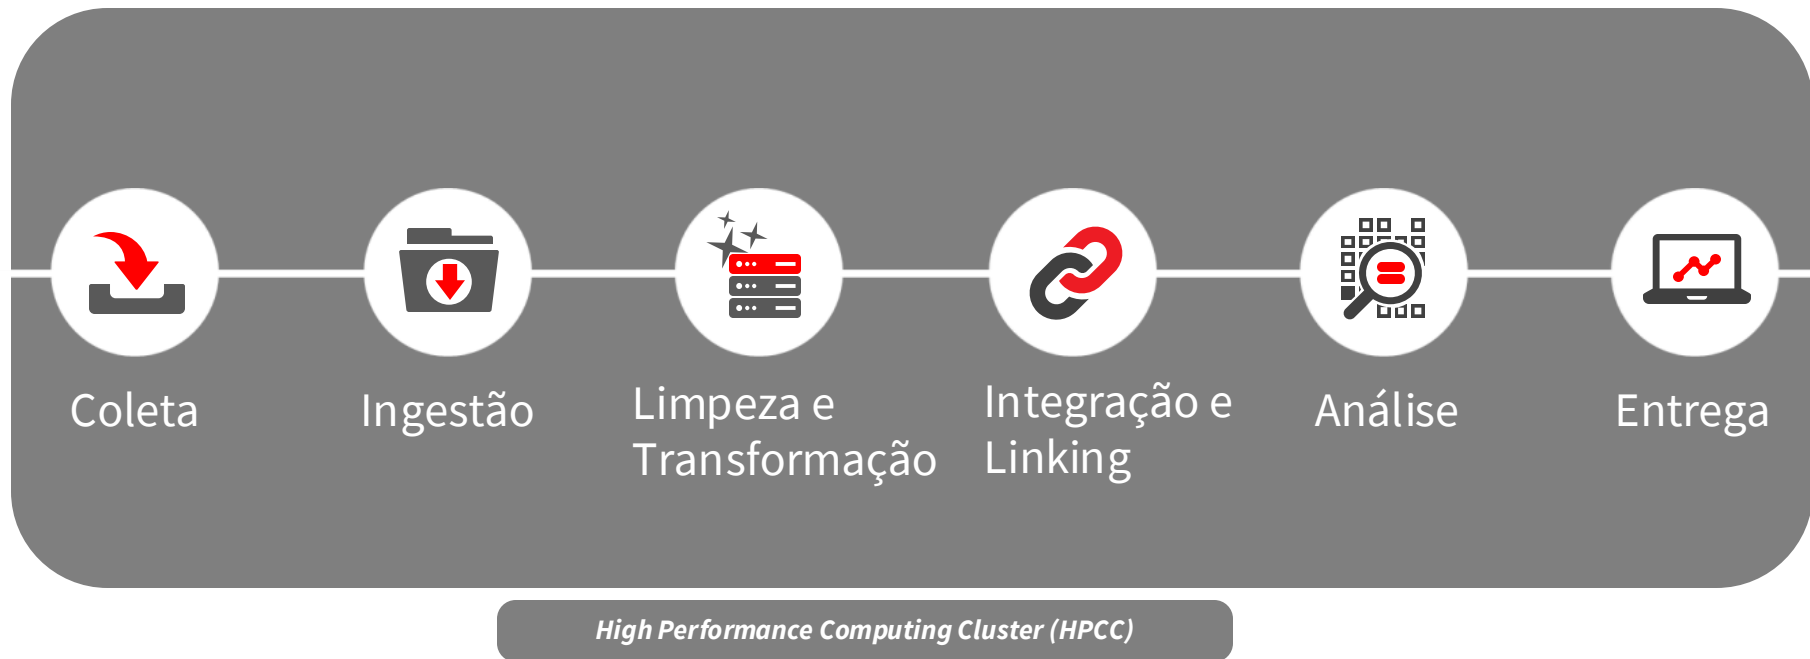 Coleta
Ingestão
Limpeza e
Transformação
Integração e
Linking
Análise
Entrega
High Performance Computing Cluster (HPCC)